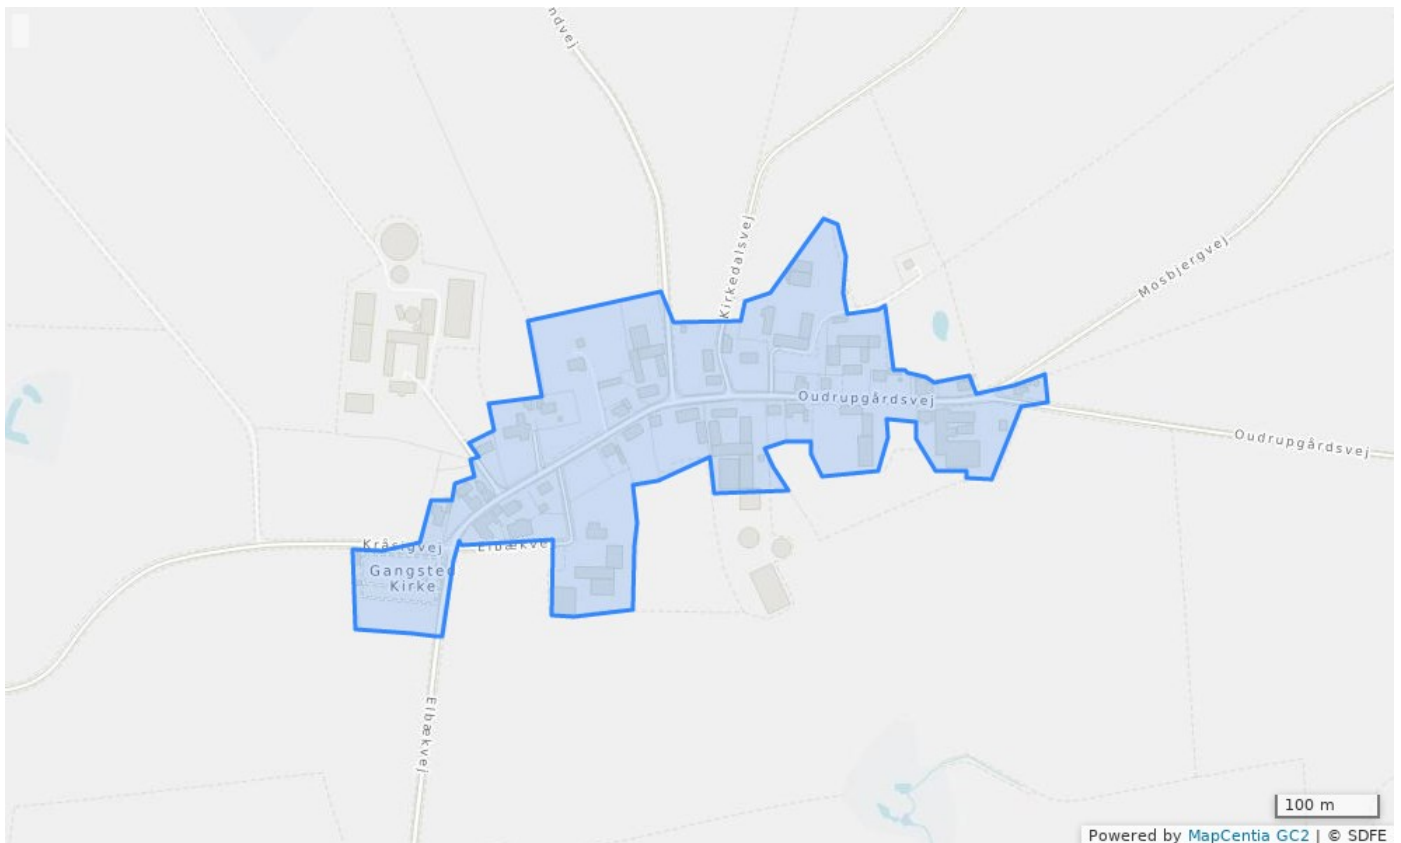 ndvej
Kirkedalsvej
Mosbjergvej
Oudrupgårdsvej
Oudrupgårdsvej
Kråsigvej
Elbækvej
Gangsted
Kirke
Elbækvej
100 m
Powered by MapCentia GC2 | © SDFE